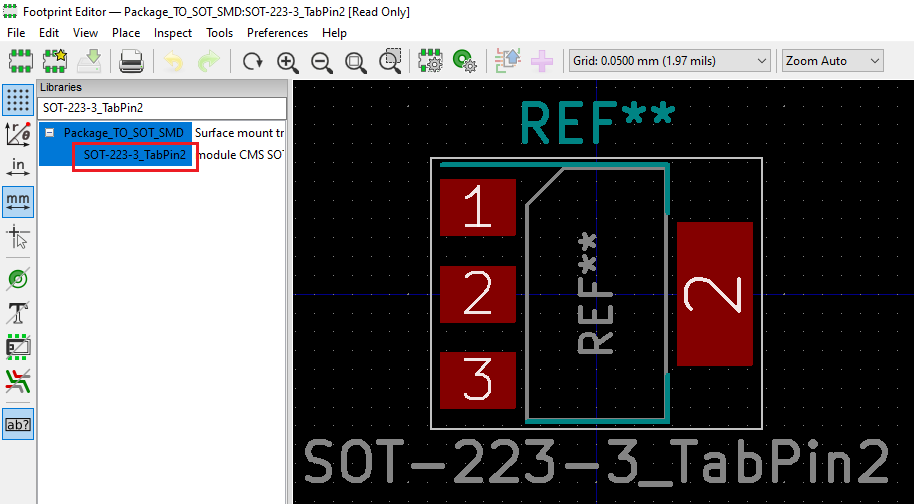 Footprint Editor — Package_TO_SOT_SMD:SOT-223-3_TabPin2 [Read Only]
File Edit View Place Inspect Tools Preferences Help
Grid: 0.0500 mm (1.97 mils) Zoom Auto
Libraries
SOT-223-3_TabPin2
Package_TO_SOT_SMD Surface mount tr
SOT-223-3_TabPin2 module CMS SOT
in
mm
T
ab?
REF**
1
2
3
REF**
2
SOT-223-3_TabPin2